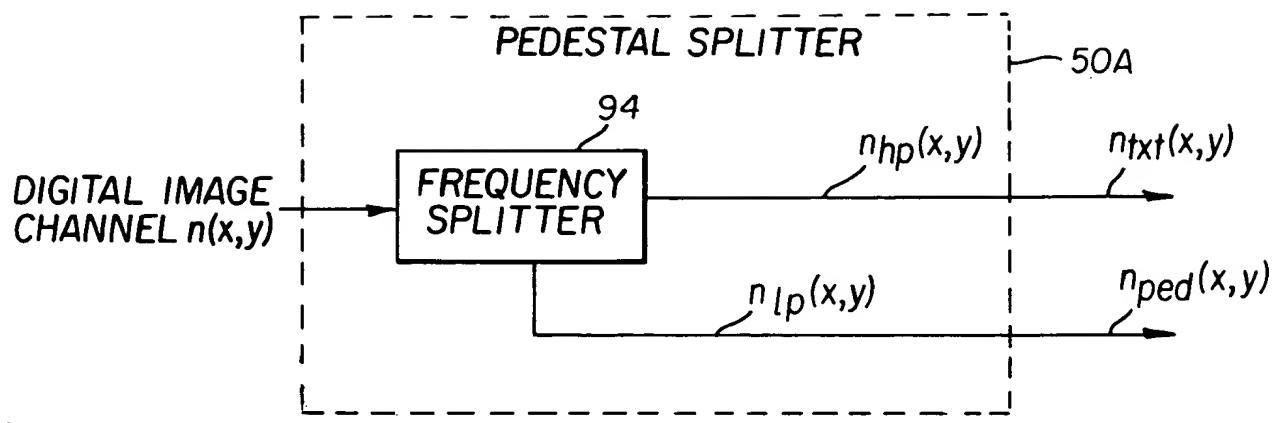 PEDESTAL SPLITTER
50A
94
n_hp(x,y)
n_txt(x,y)
DIGITAL IMAGE
CHANNEL n(x,y)
FREQUENCY
SPLITTER
n_lp(x,y)
n_ped(x,y)